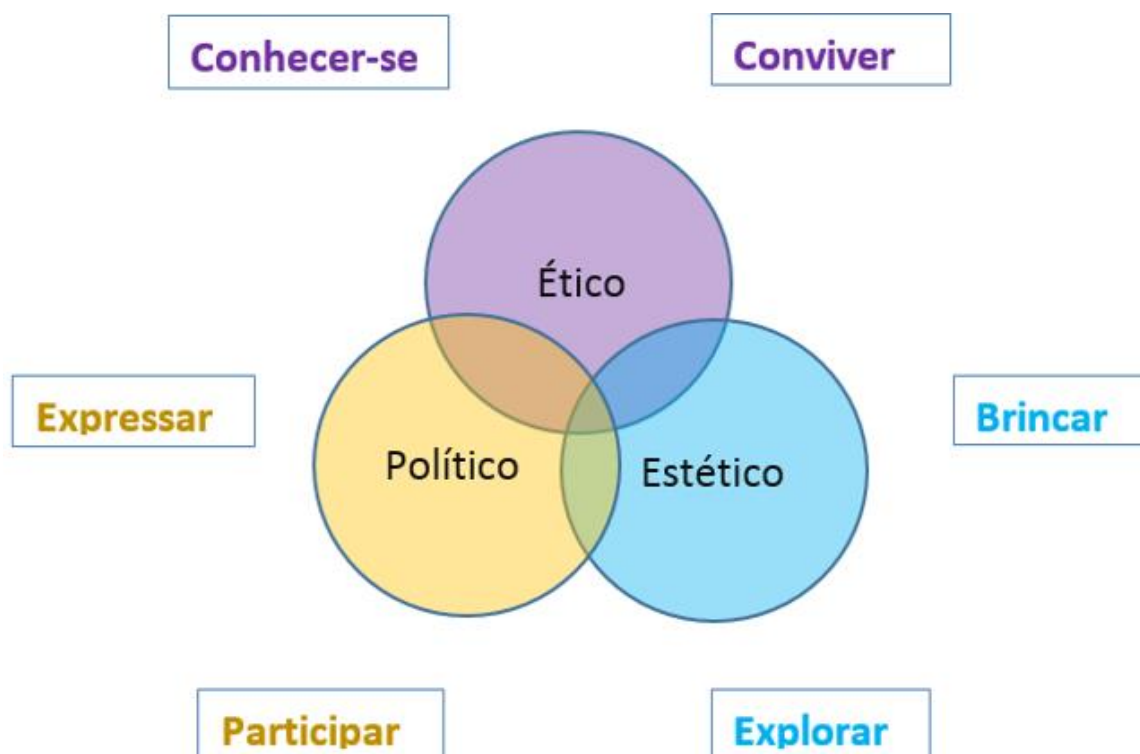 Conhecer-se
Conviver
Ético
Expressar
Brincar
Político
Estético
Participar
Explorar